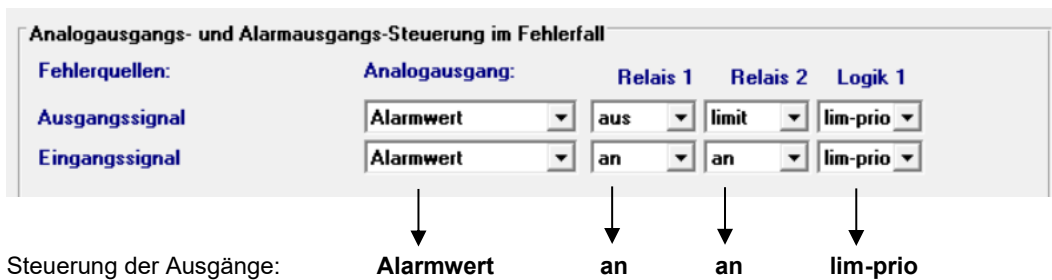 Analogausgangs- und Alarmausgangs-Steuerung im Fehlerfall
Fehlerquellen: Analogausgang: Relais 1 Relais 2 Logik 1
Ausgangssignal Alarmwert aus limit lim-prio
Eingangssignal Alarmwert an an lim-prio
Steuerung der Ausgänge: Alarmwert an an lim-prio